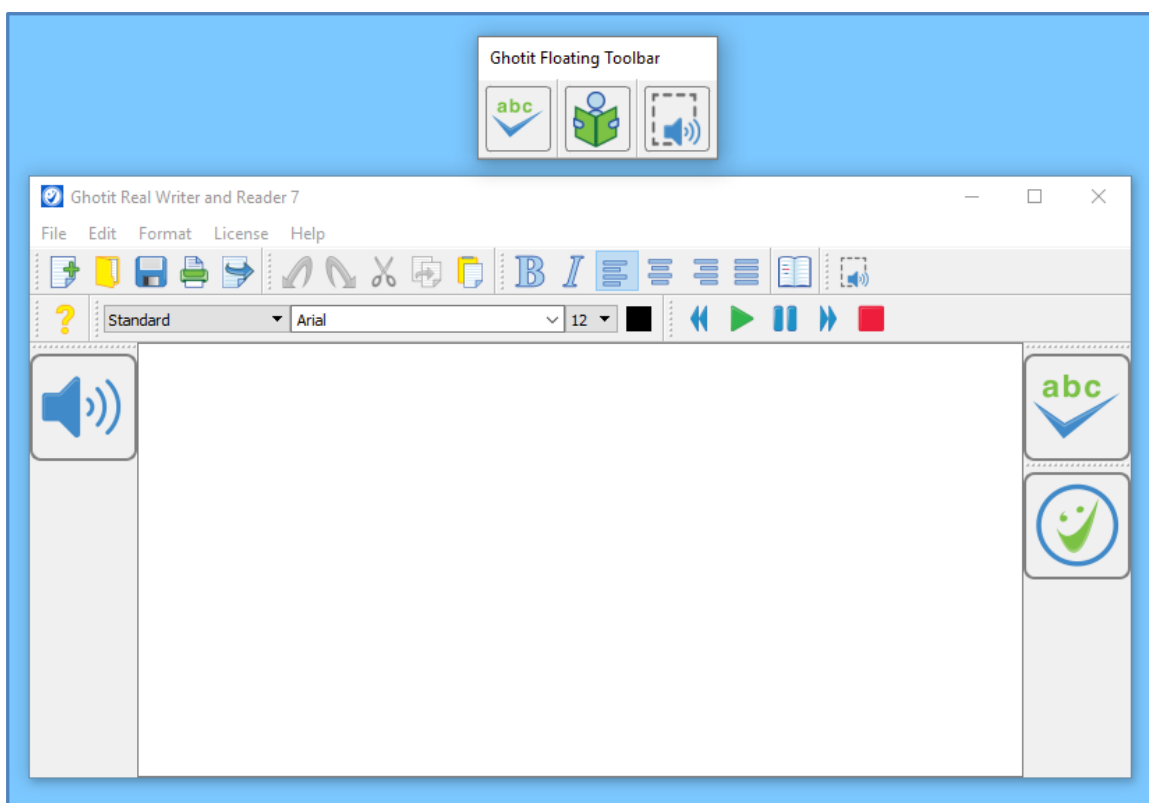 Ghotit Floating Toolbar
abc
Ghotit Real Writer and Reader 7
File Edit Format License Help
B I
? Standard Arial 12
abc